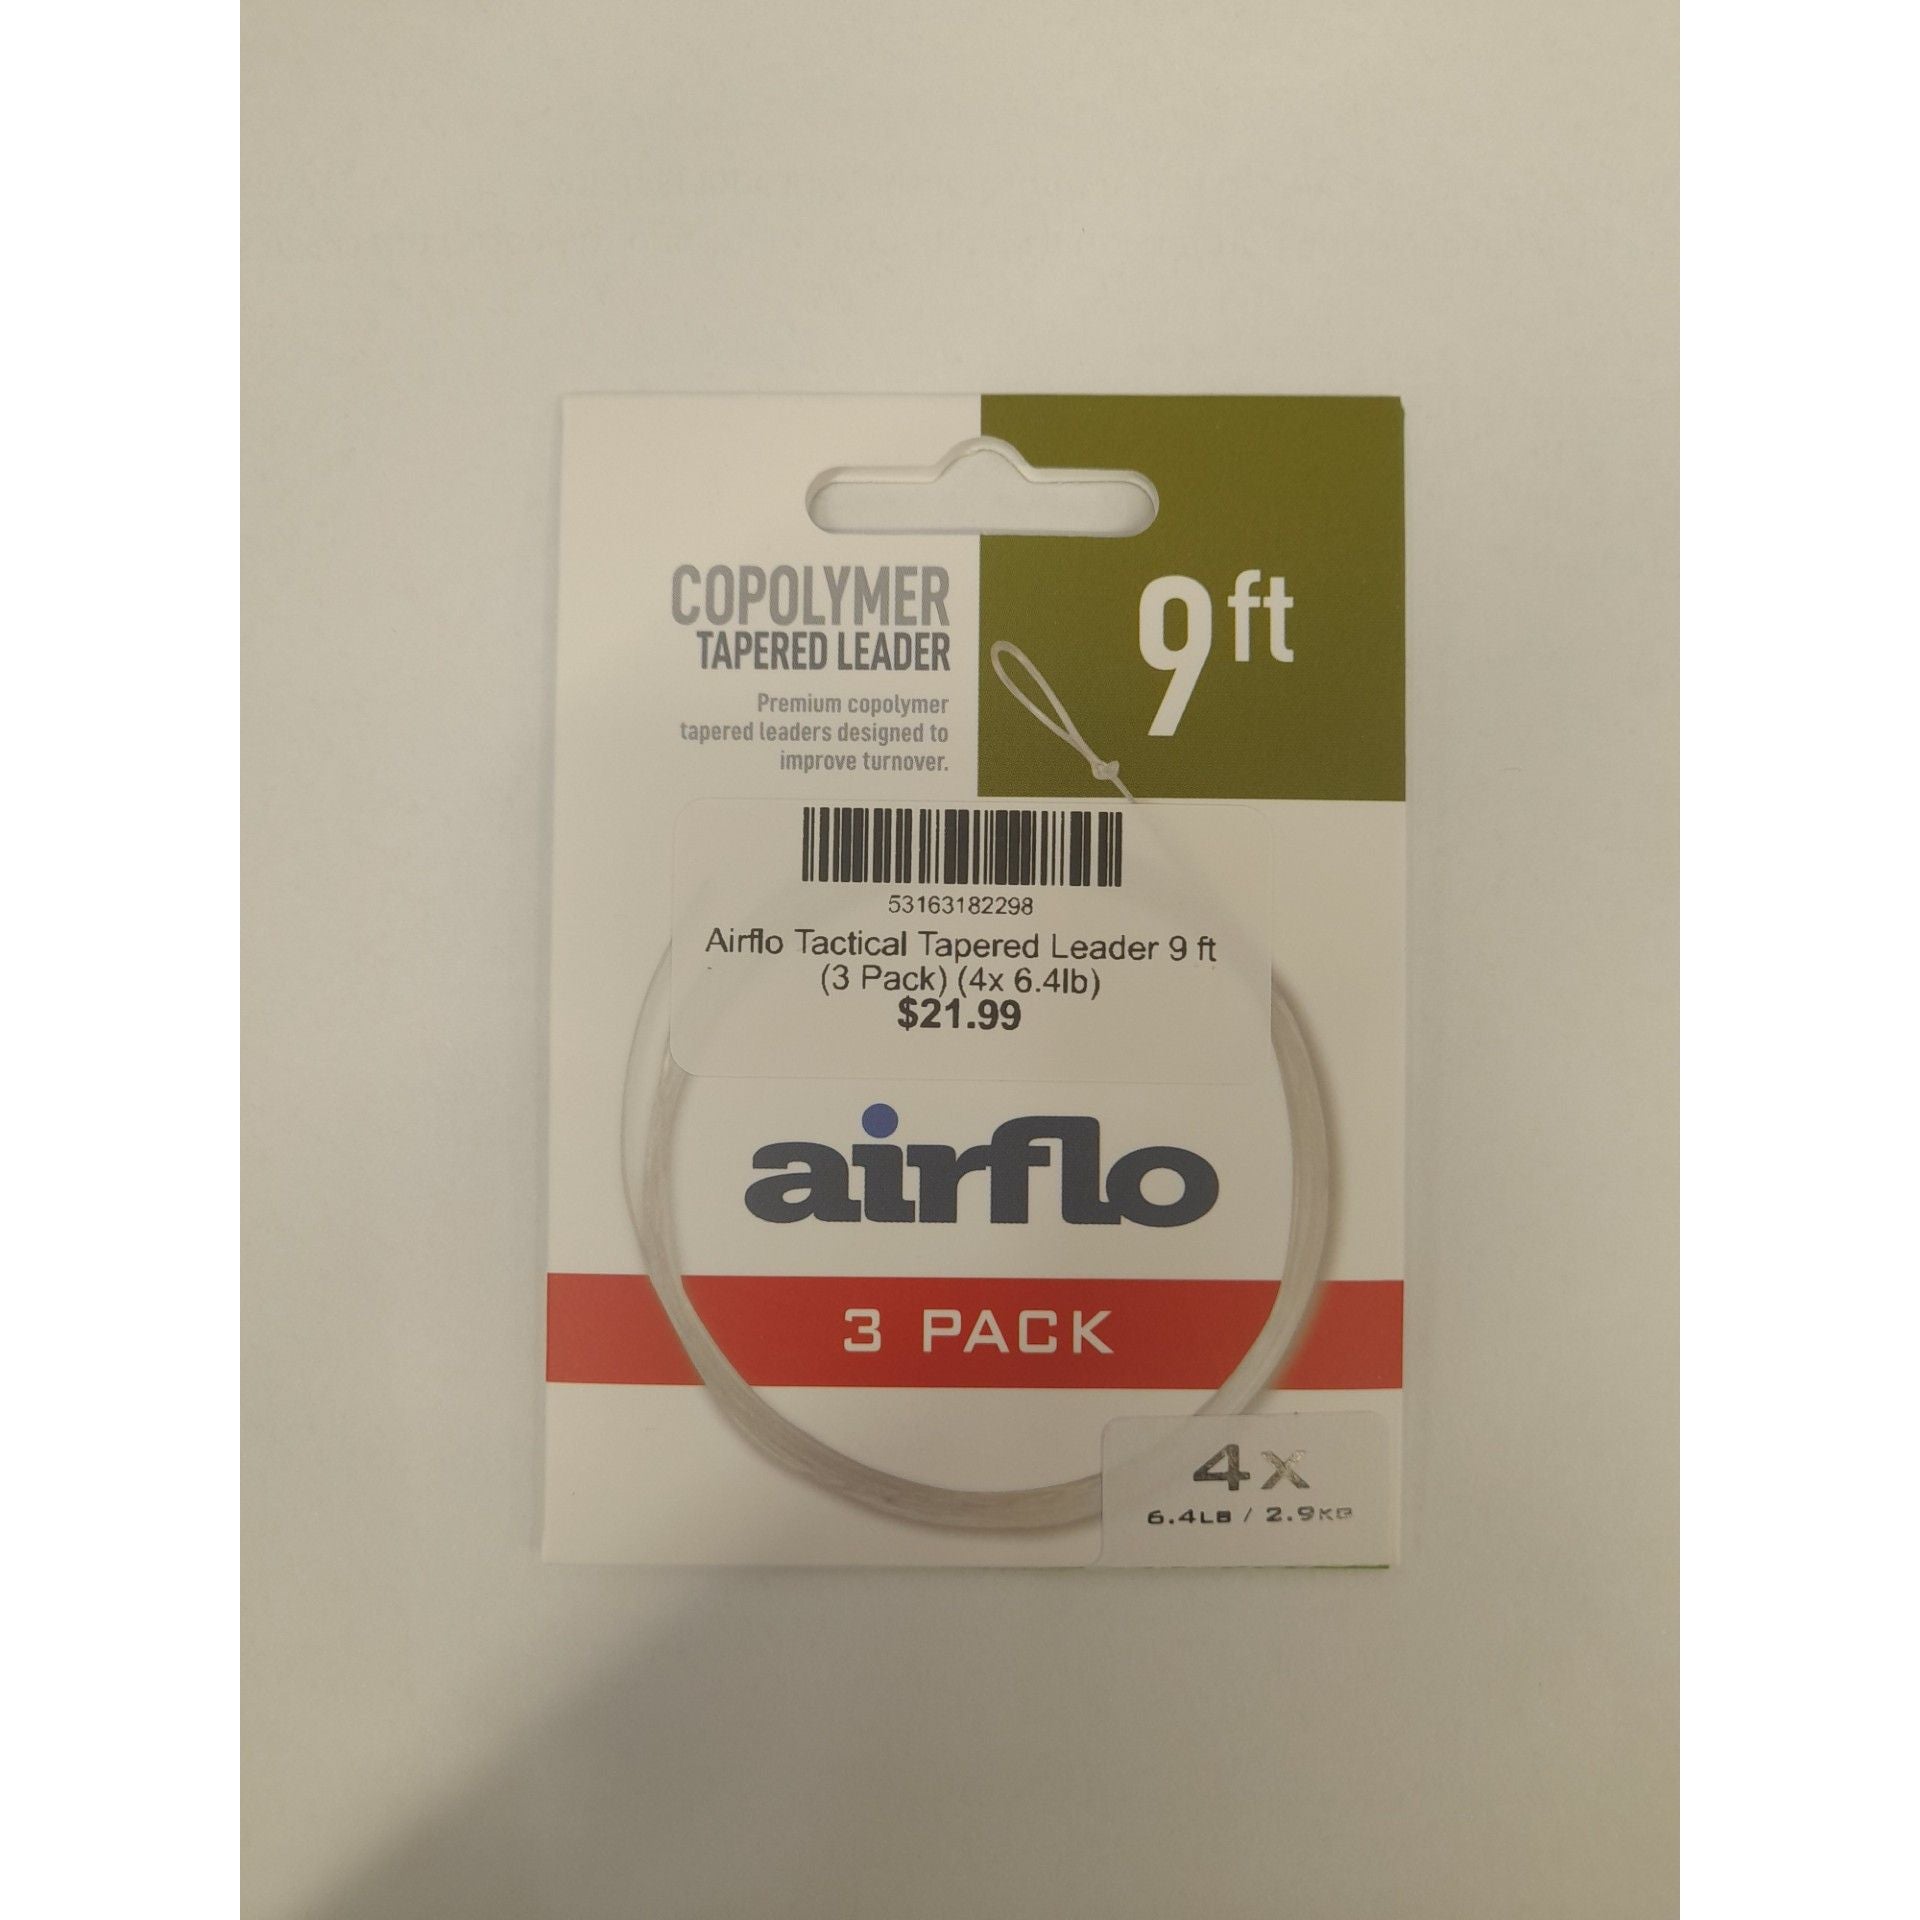 COPOLYMER
TAPERED LEADER
Premium copolymer
tapered leaders designed to
improve turnover.
9ft
53163182298
Airflo Tactical Tapered Leader 9 ft
(3 Pack) (4x 6.4lb)
$21.99
airflo
3 PACK
4X
6.4LB / 2.9KG